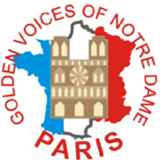 GOLDEN VOICES OF NOTRE DAME
PARIS